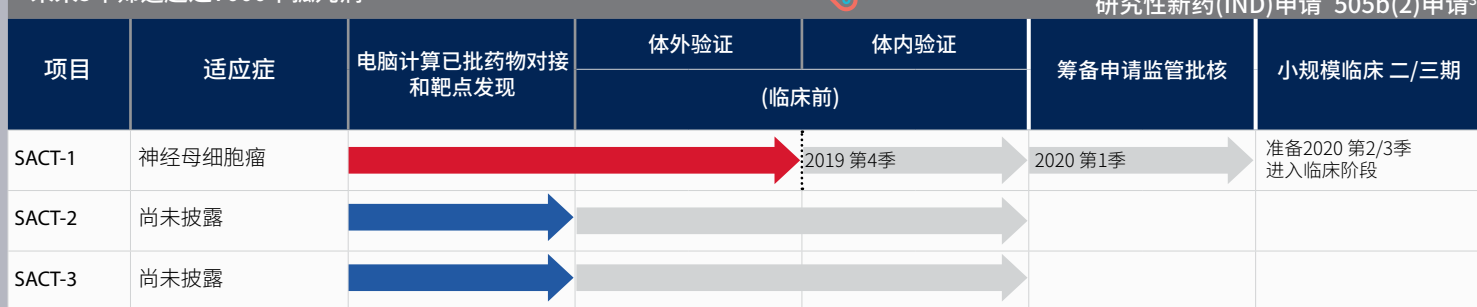 研究性新药(IND)申请 505b(2)申请³
项目
适应症
电脑计算已批药物对接
和靶点发现
体外验证
体内验证
(临床前)
筹备申请监管批核
小规模临床 二/三期
SACT-1
神经母细胞瘤
2019 第4季
2020 第1季
准备2020 第2/3季
进入临床阶段
SACT-2
尚未披露
SACT-3
尚未披露